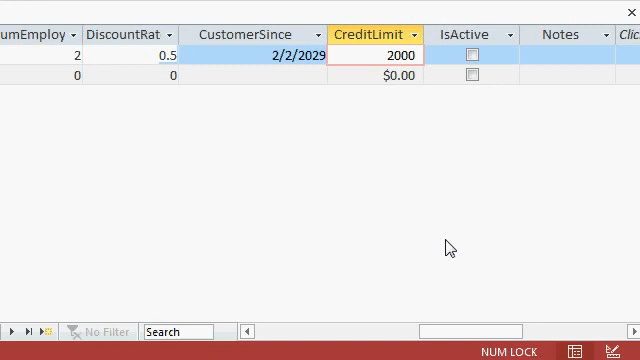 umEmploy DiscountRat CustomerSince CreditLimit IsActive Notes Clic
2 0.5 2/2/2029 2000
0 0 $0.00
No Filter Search
NUM LOCK